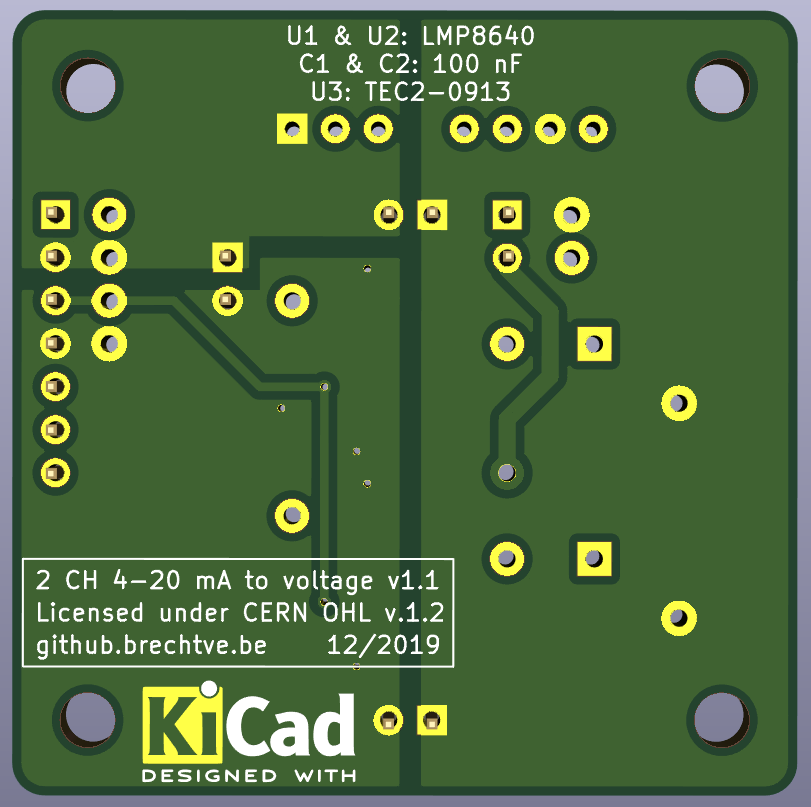 U1 & U2: LMP8640
C1 & C2: 100 nF
U3: TEC2-0913
2 CH 4-20 mA to voltage v1.1
Licensed under CERN OHL v.1.2
github.brechtve.be 12/2019
KiCad
DESIGNED WITH